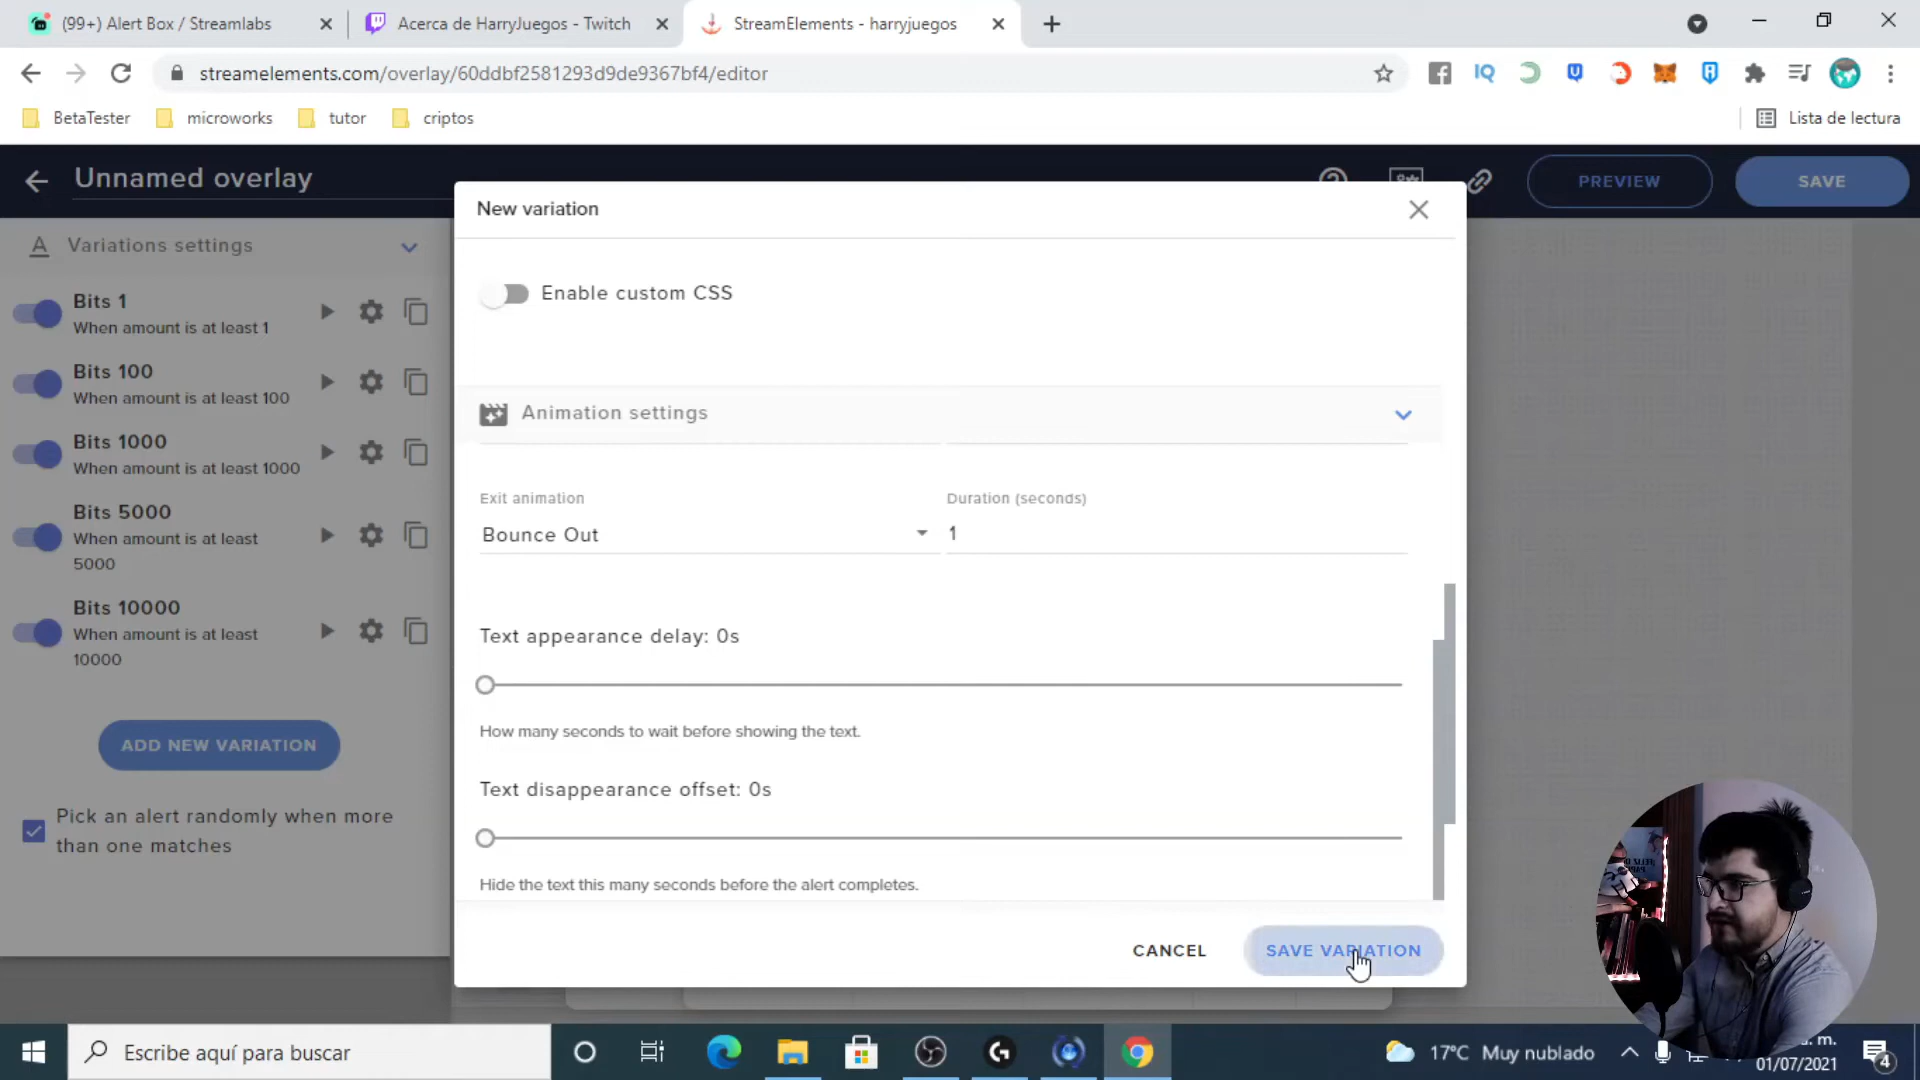 (99+) Alert Box / Streamlabs
Acerca de HarryJuegos - Twitch
StreamElements - harryjuegos
streamelements.com/overlay/60ddbf2581293d9de9367bf4/editor
IQ
BetaTester
microworks
tutor
criptos
Lista de lectura
Unnamed overlay
PREVIEW
SAVE
Variations settings
Bits 1
When amount is at least 1
Bits 100
When amount is at least 100
Bits 1000
When amount is at least 1000
Bits 5000
When amount is at least
5000
Bits 10000
When amount is at least
10000
ADD NEW VARIATION
Pick an alert randomly when more
than one matches
New variation
Enable custom CSS
Animation settings
Exit animation
Duration (seconds)
Bounce Out
1
Text appearance delay: 0s
How many seconds to wait before showing the text.
Text disappearance offset: 0s
Hide the text this many seconds before the alert completes.
CANCEL
SAVE VARIATION
Escribe aquí para buscar
17°C Muy nublado
m.
01/07/2021
4